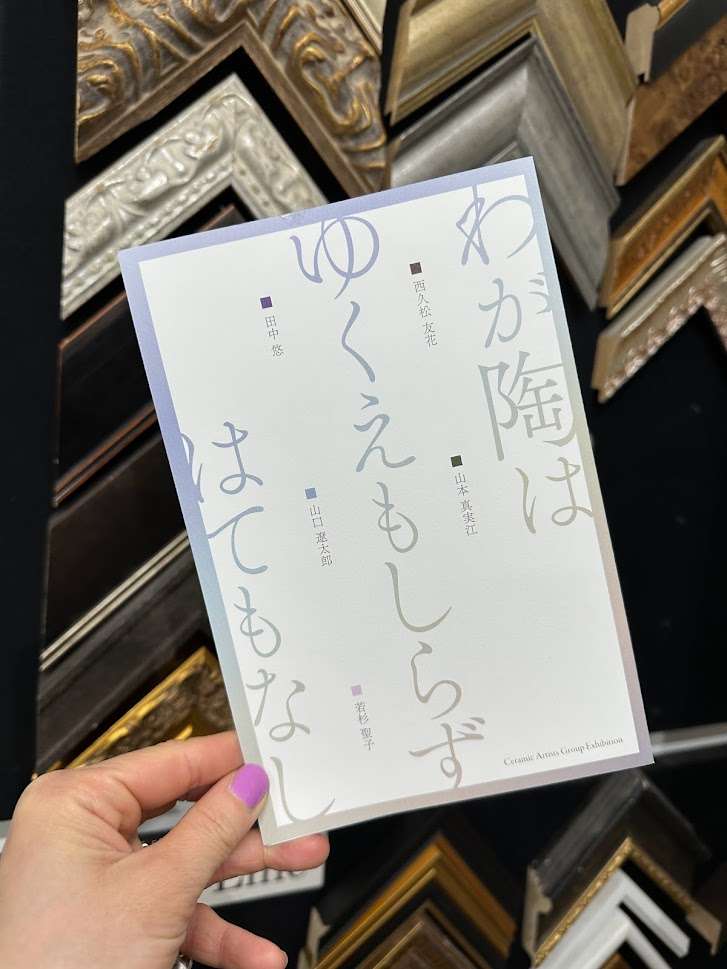 わが陶は
ゆくえもしらず
はてもなし
西久松 友花
山本 真実江
田中 悠
山口 遼太郎
若杉 聖子
Ceramic Artists Group Exhibition